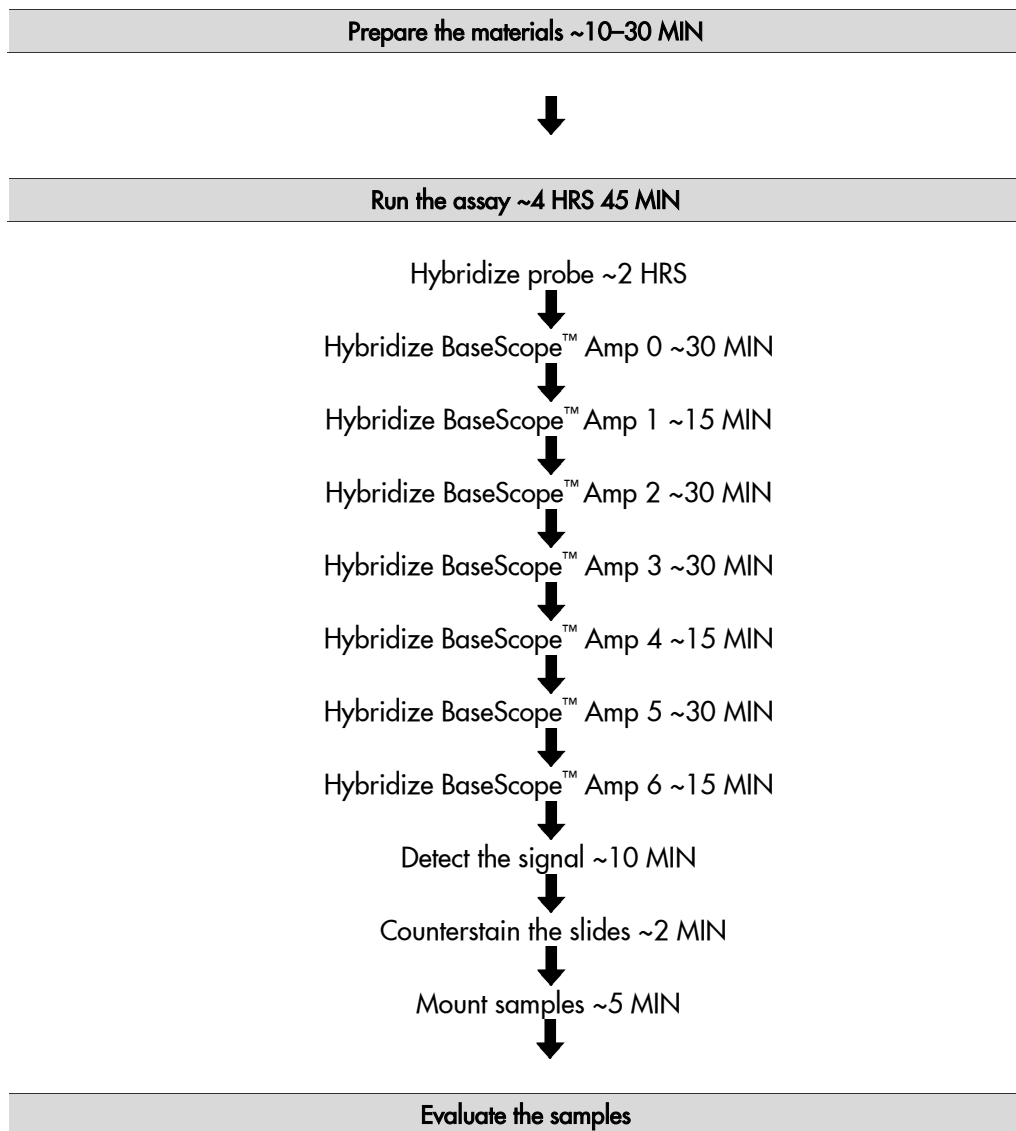 Prepare the materials ~10–30 MIN
Run the assay ~4 HRS 45 MIN
Hybridize probe ~2 HRS
Hybridize BaseScope™ Amp 0 ~30 MIN
Hybridize BaseScope™ Amp 1 ~15 MIN
Hybridize BaseScope™ Amp 2 ~30 MIN
Hybridize BaseScope™ Amp 3 ~30 MIN
Hybridize BaseScope™ Amp 4 ~15 MIN
Hybridize BaseScope™ Amp 5 ~30 MIN
Hybridize BaseScope™ Amp 6 ~15 MIN
Detect the signal ~10 MIN
Counterstain the slides ~2 MIN
Mount samples ~5 MIN
Evaluate the samples